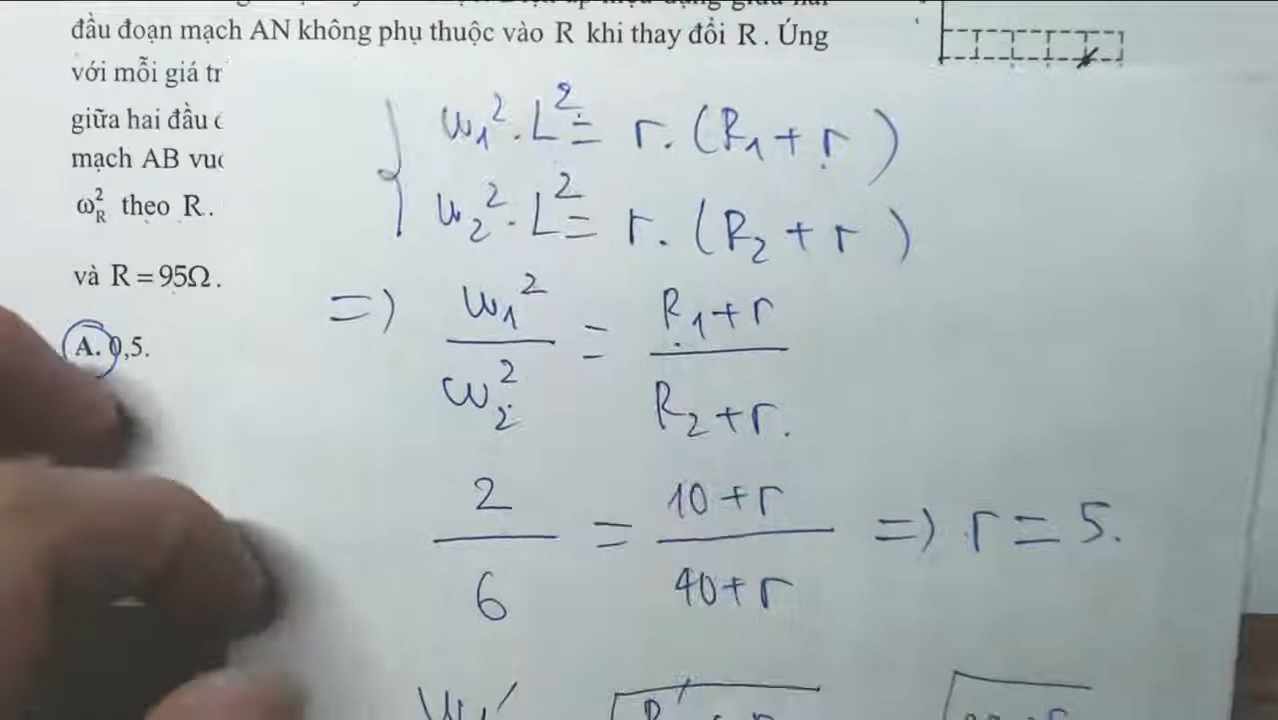 đầu đoạn mạch AN không phụ thuộc vào R khi thay đổi R. Úng
với mỗi giá tr
giữa hai đầu
mạch AB
ω²_R theo R.
và R = 95Ω.
A. 0,5.
{ ω₁². L² = r. (R₁ + r)
ω₂². L² = r. (R₂ + r)
=> ω₁² / ω₂² = (R₁ + r) / (R₂ + r).
2 / 6 = (10 + r) / (40 + r) => r = 5.